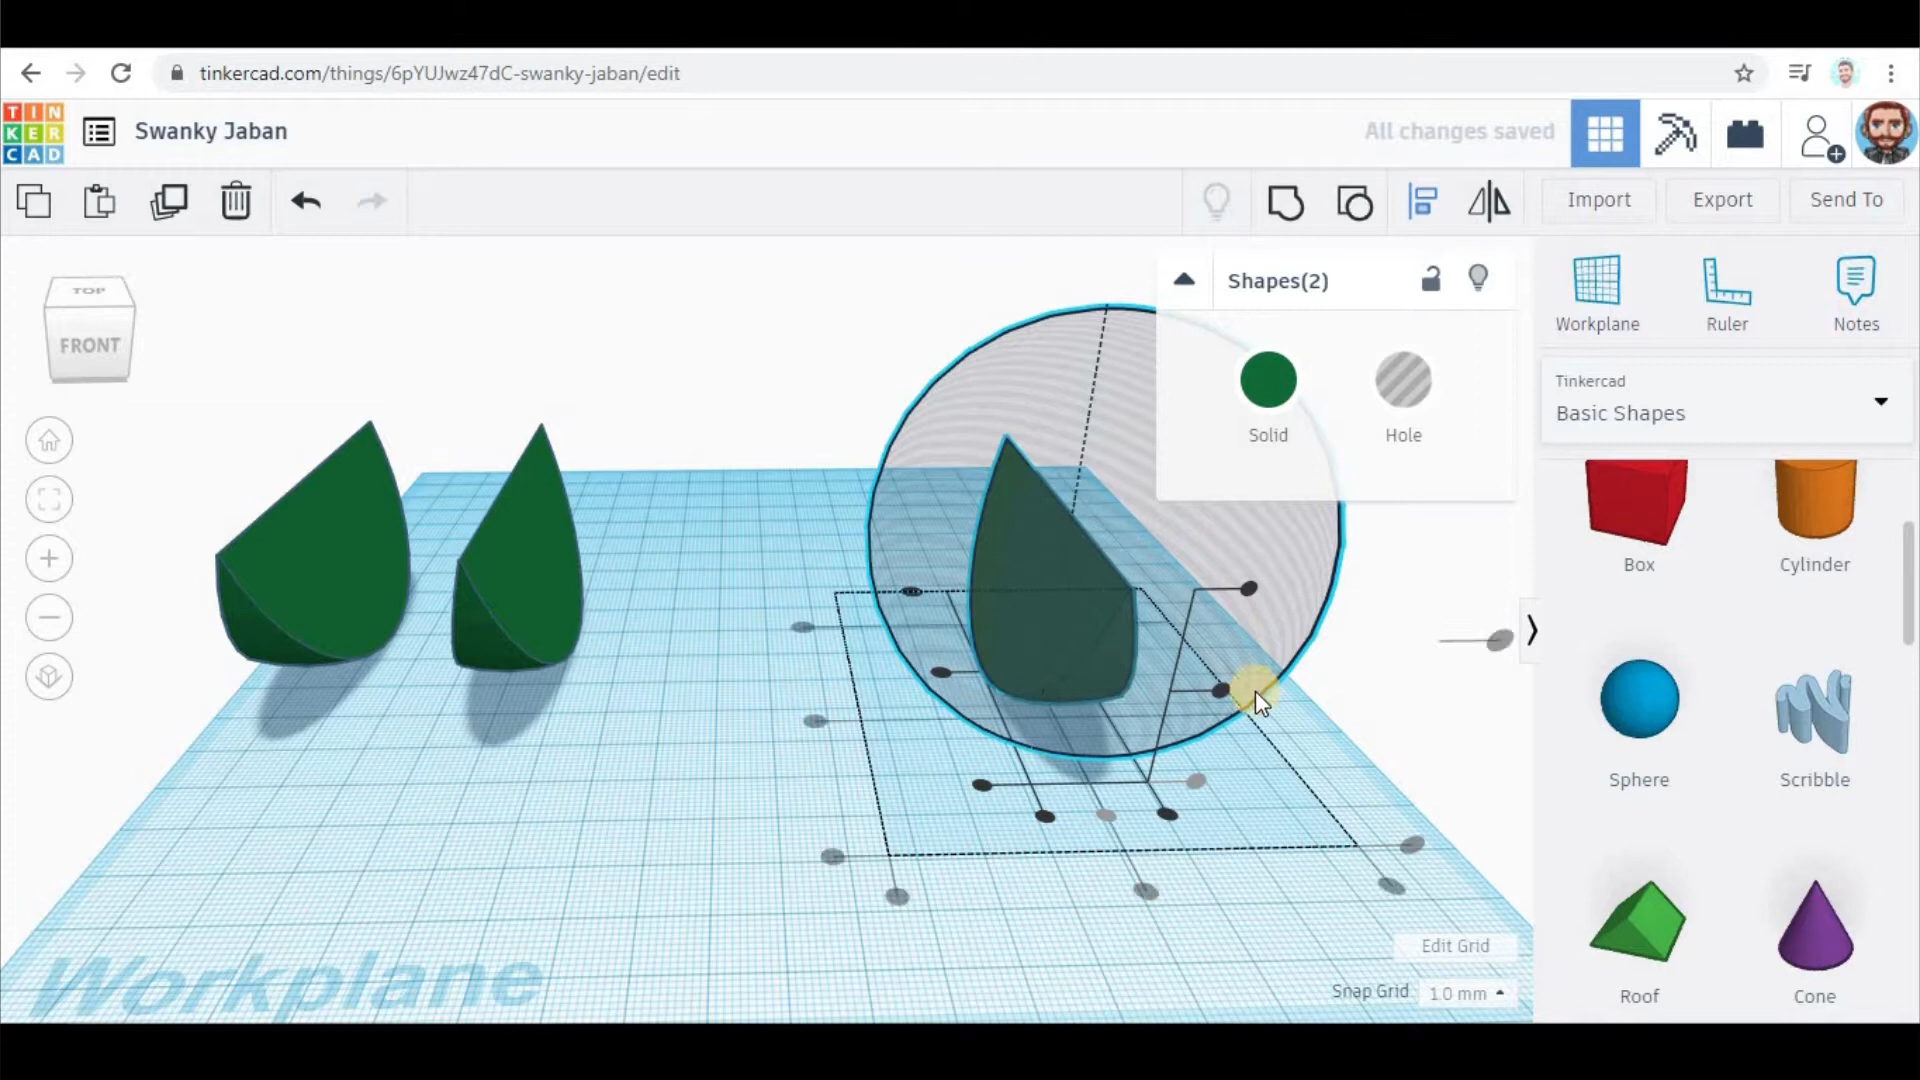 tinkercad.com/things/6pYUJwz47dC-swanky-jaban/edit
TIN
KER
CAD
Swanky Jaban
All changes saved
Import
Export
Send To
TOP
FRONT
Shapes(2)
Solid
Hole
Workplane
Ruler
Notes
Tinkercad
Basic Shapes
Box
Cylinder
Sphere
Scribble
Roof
Cone
Workplane
Edit Grid
Snap Grid 1.0 mm